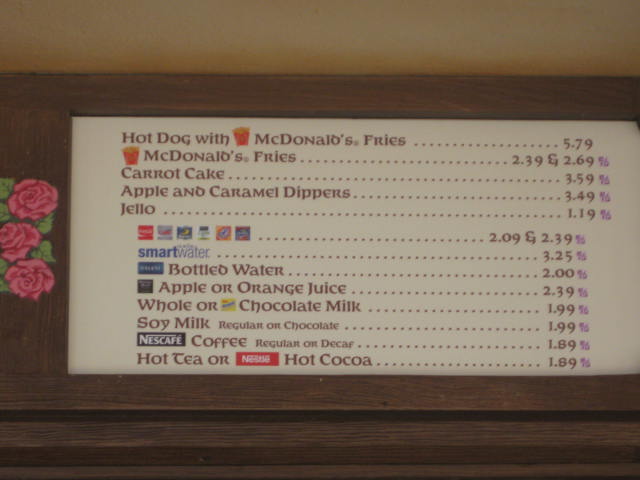 Hot Dog with McDonald's® Fries 5.79
McDonald's® Fries 2.39 & 2.69
Carrot Cake 3.59
Apple and Caramel Dippers 3.49
Jello 1.19
2.09 & 2.39
smartwater 3.25
Bottled Water 2.00
Apple or Orange Juice 2.39
Whole or Chocolate Milk 1.99
Soy Milk Regular or Chocolate 1.99
NESCAFÉ Coffee Regular or Decaf 1.89
Hot Tea or Nestlé Hot Cocoa 1.89